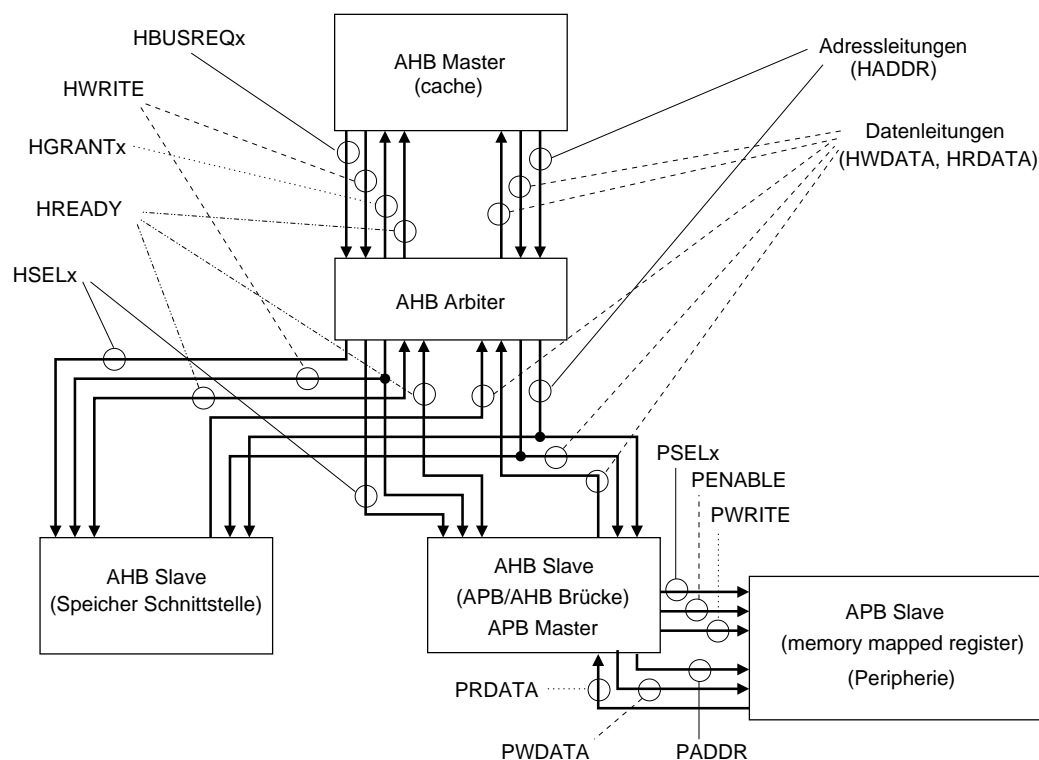 HBUSREQx
AHB Master
(cache)
Adressleitungen
(HADDR)
HWRITE
HGRANTx
Datenleitungen
(HWDATA, HRDATA)
HREADY
HSELx
AHB Arbiter
PSELx
PENABLE
PWRITE
AHB Slave
(Speicher Schnittstelle)
AHB Slave
(APB/AHB Brücke)
APB Master
APB Slave
(memory mapped register)
(Peripherie)
PRDATA
PWDATA
PADDR